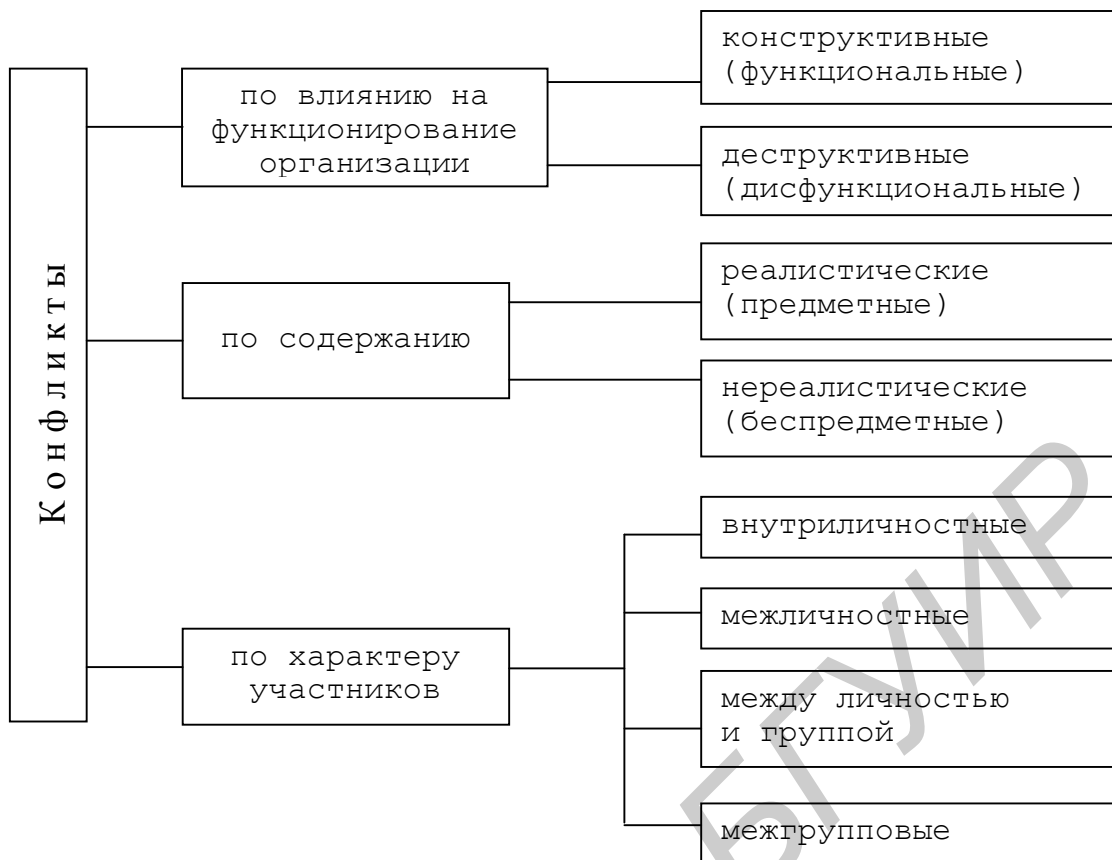 Конфликты
по влиянию на
функционирование
организации
конструктивные
(функциональные)
деструктивные
(дисфункциональные)
по содержанию
реалистические
(предметные)
нереалистические
(беспредметные)
по характеру
участников
внутриличностные
межличностные
между личностью
и группой
межгрупповые
БГУИР